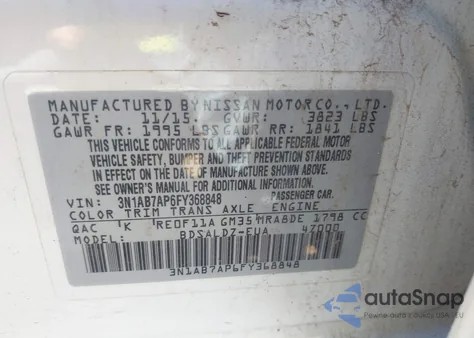 MANUFACTURED BY NISSAN MOTOR CO., LTD.
DATE: 11/15 GVWR: 3823 LBS
GAWR FR: 1995 LBS GAWR RR: 1841 LBS
THIS VEHICLE CONFORMS TO ALL APPLICABLE FEDERAL MOTOR
VEHICLE SAFETY, BUMPER AND THEFT PREVENTION STANDARDS
IN EFFECT ON THE DATE OF MANUFACTURE SHOWN ABOVE.
SEE OWNER'S MANUAL FOR ADDITIONAL INFORMATION.
VIN: 3N1AB7AP6FY368848
COLOR TRIM TRANS AXLE ENGINE
QAC K RE0F11A GM35 MRA8DE 1798 CC
MODEL: BDSALDZ-EUA 47000
3N1AB7AP6FY368848
autoSnap